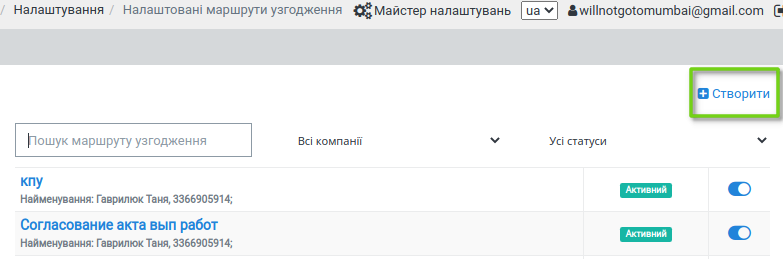 / Налаштування / Налаштовані маршрути узгодження Майстер налаштувань ua willnotgotomumbai@gmail.com
Створити
Пошук маршруту узгодження Всі компанії Усі статуси
кпу
Активний
Найменування: Гаврилюк Таня, 3366905914;
Согласование акта вып работ
Активний
Найменування: Гаврилюк Таня, 3366905914;